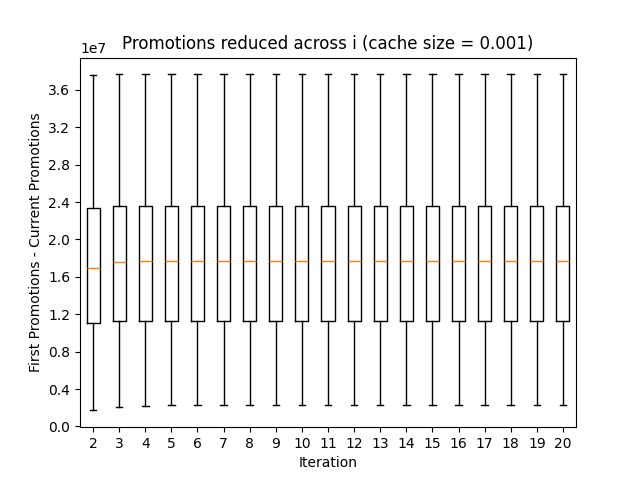 Promotions reduced across i (cache size = 0.001)
1e7
First Promotions - Current Promotions
3.6
3.2
2.8
2.4
2.0
1.6
1.2
0.8
0.4
0.0
2 3 4 5 6 7 8 9 10 11 12 13 14 15 16 17 18 19 20
Iteration